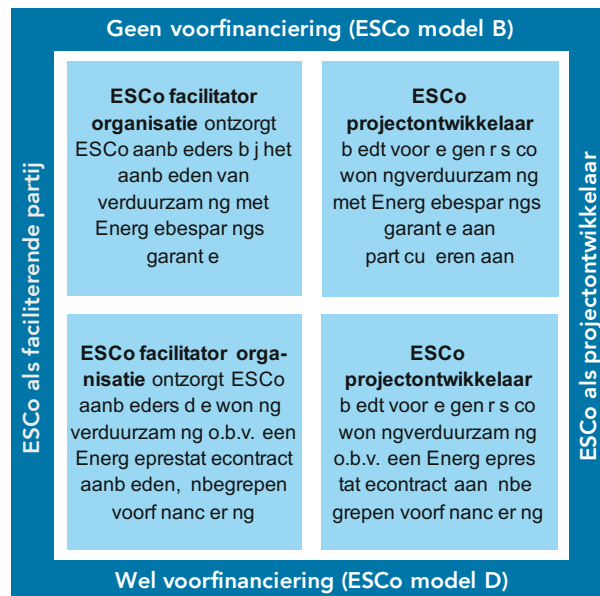 Geen voorfinanciering (ESCo model B)
ESCo als faciliterende partij
ESCo facilitator
organisatie ontzorgt
ESCo aanb eders b j het
aanb eden van
verduurzam ng met
Energ ebespar ngs
garant e
ESCo
projectontwikkelaar
b edt voor e gen r s co
won ngverduurzam ng
met Energ ebespar ngs
garant e aan
part cu eren aan
ESCo facilitator orga-
nisatie ontzorgt ESCo
aanb eders d e won ng
verduurzam ng o.b.v. een
Energ eprestat econtract
aanb eden, nbegrepen
voorf nanc er ng
ESCo
projectontwikkelaar
b edt voor e gen r s co
won ngverduurzam ng
o.b.v. een Energ epres
tat econtract aan nbe
grepen voorf nanc er ng
ESCo als projectontwikkelaar
Wel voorfinanciering (ESCo model D)